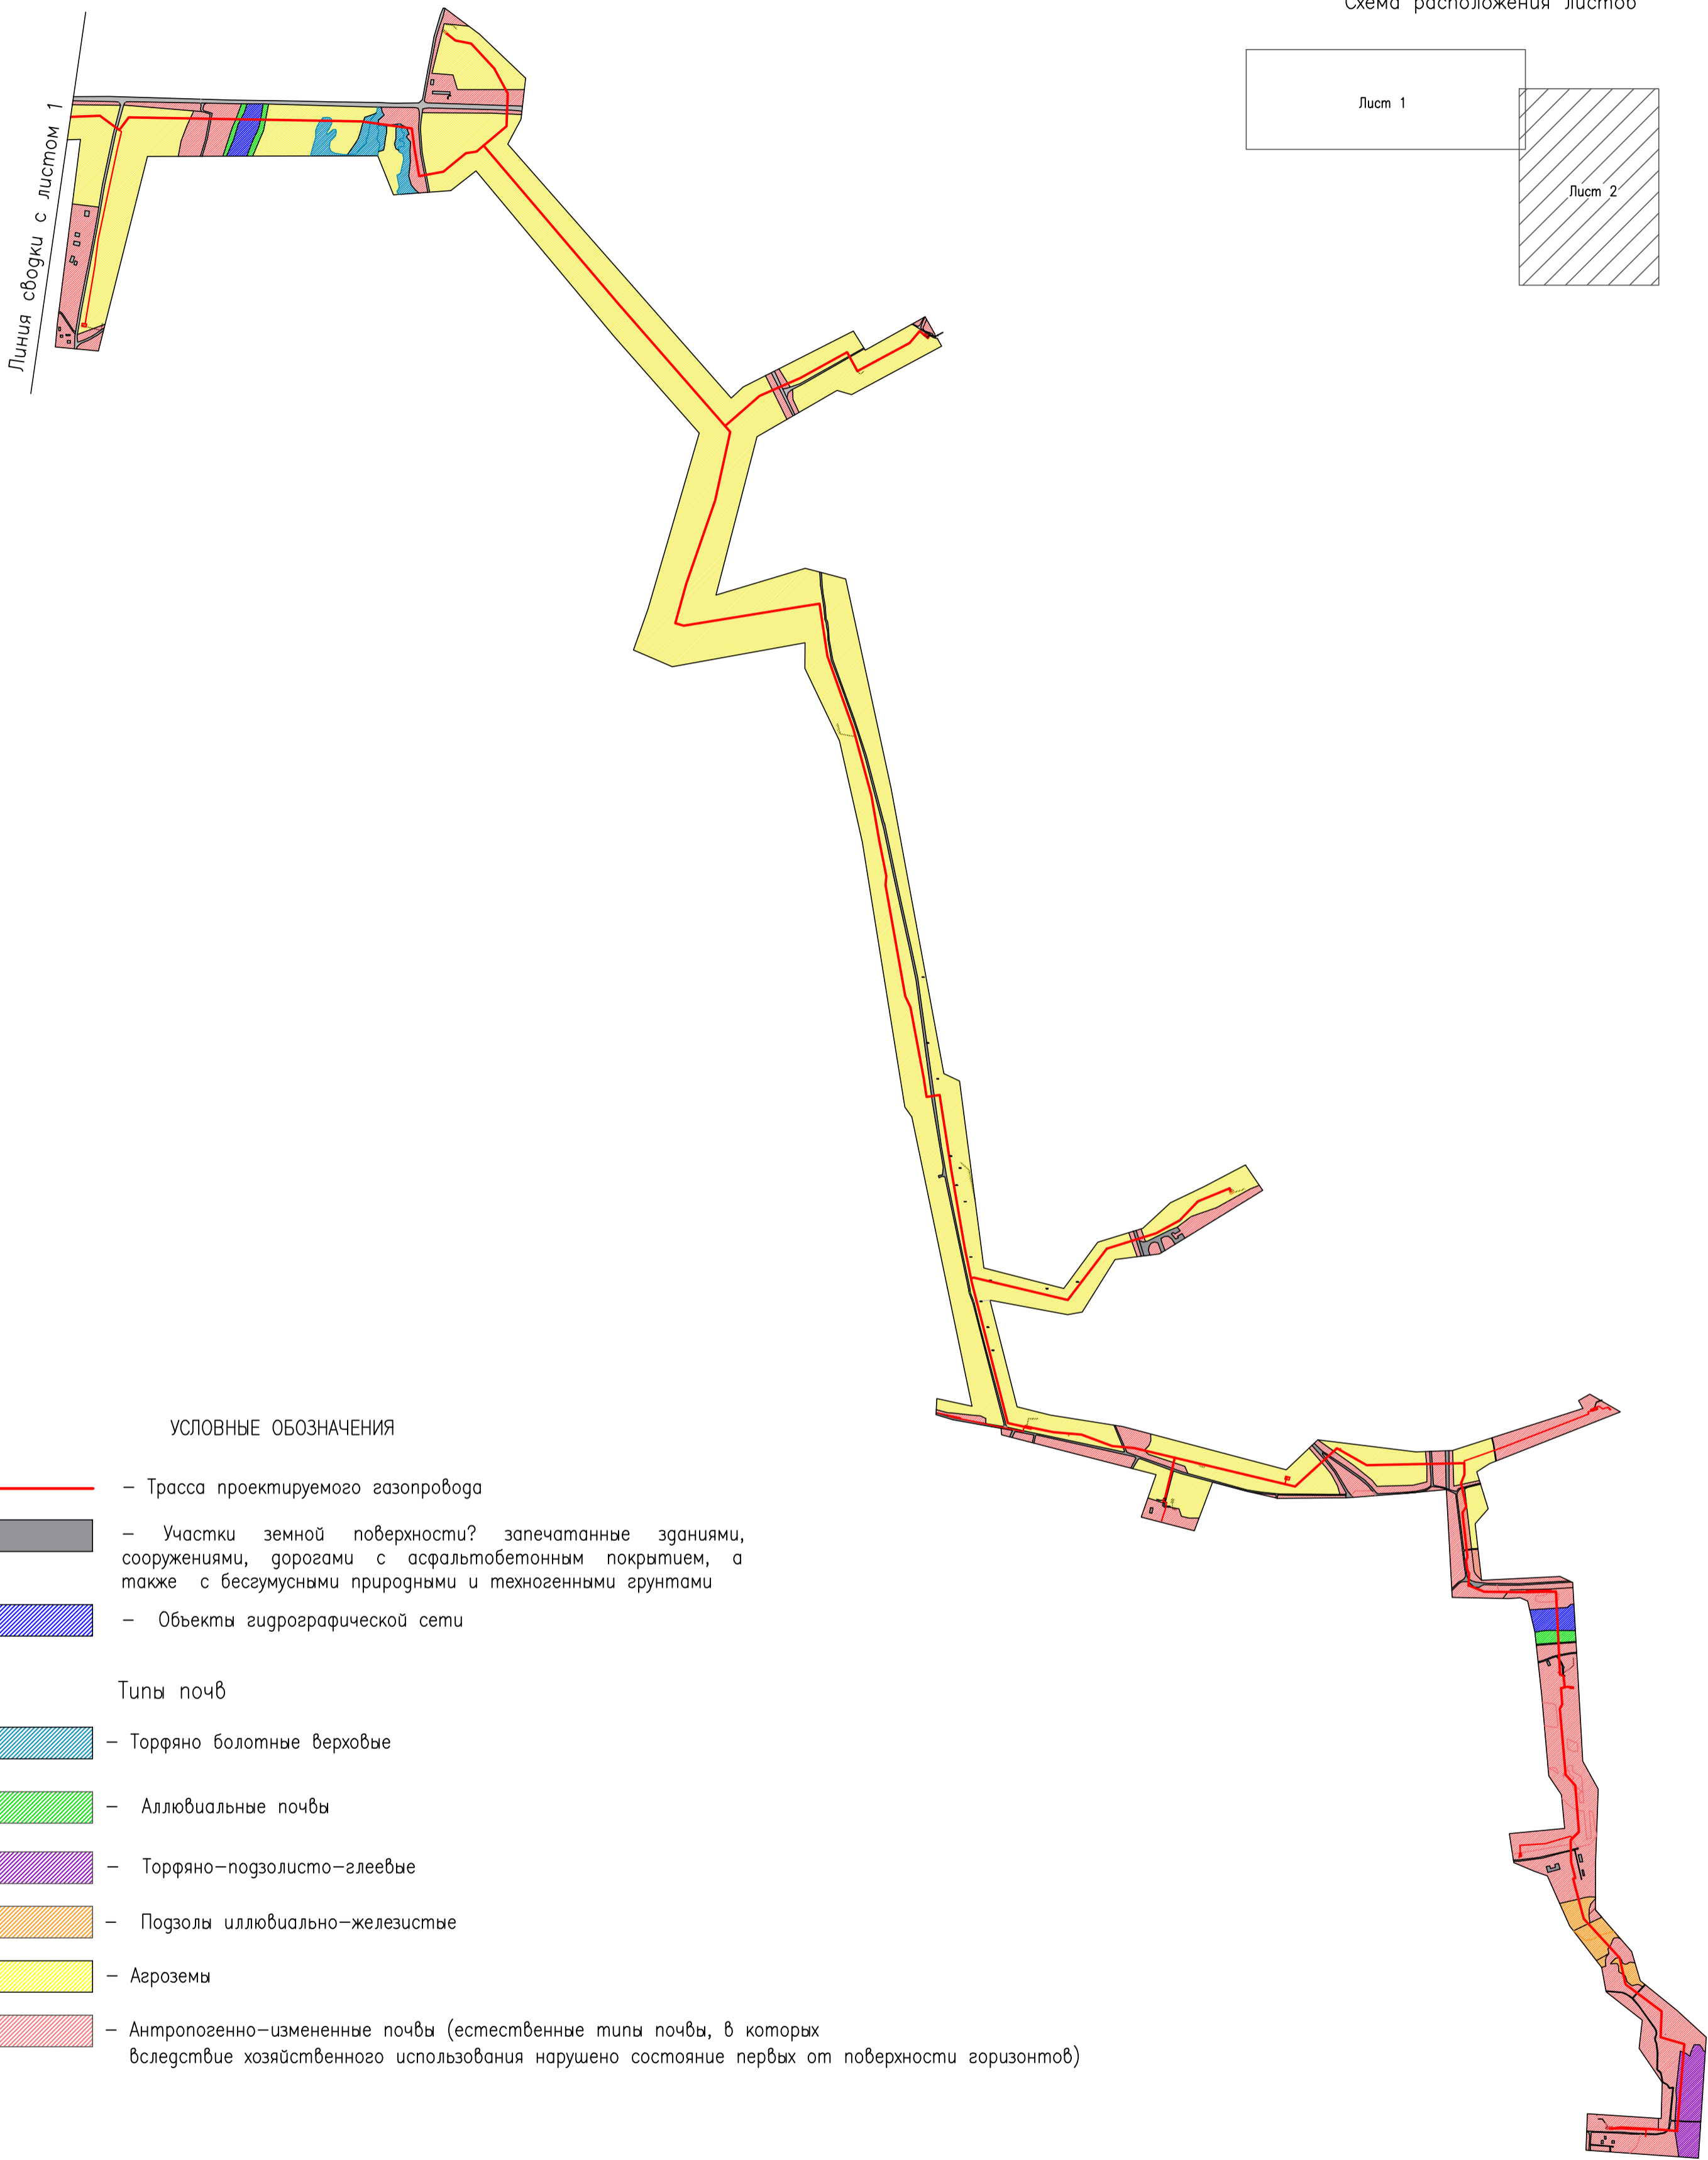 Схема расположения листов
Лист 1
Лист 2
Линия сводки с листом 1
УСЛОВНЫЕ ОБОЗНАЧЕНИЯ
– Трасса проектируемого газопровода
– Участки земной поверхности? запечатанные зданиями,
сооружениями, дорогами с асфальтобетонным покрытием, а
также с безгумусными природными и техногенными грунтами
– Объекты гидрографической сети
Типы почв
– Торфяно болотные верховые
– Аллювиальные почвы
– Торфяно-подзолисто-глеевые
– Подзолы иллювиально-железистые
– Агроземы
– Антропогенно-измененные почвы (естественные типы почвы, в которых
вследствие хозяйственного использования нарушено состояние первых от поверхности горизонтов)